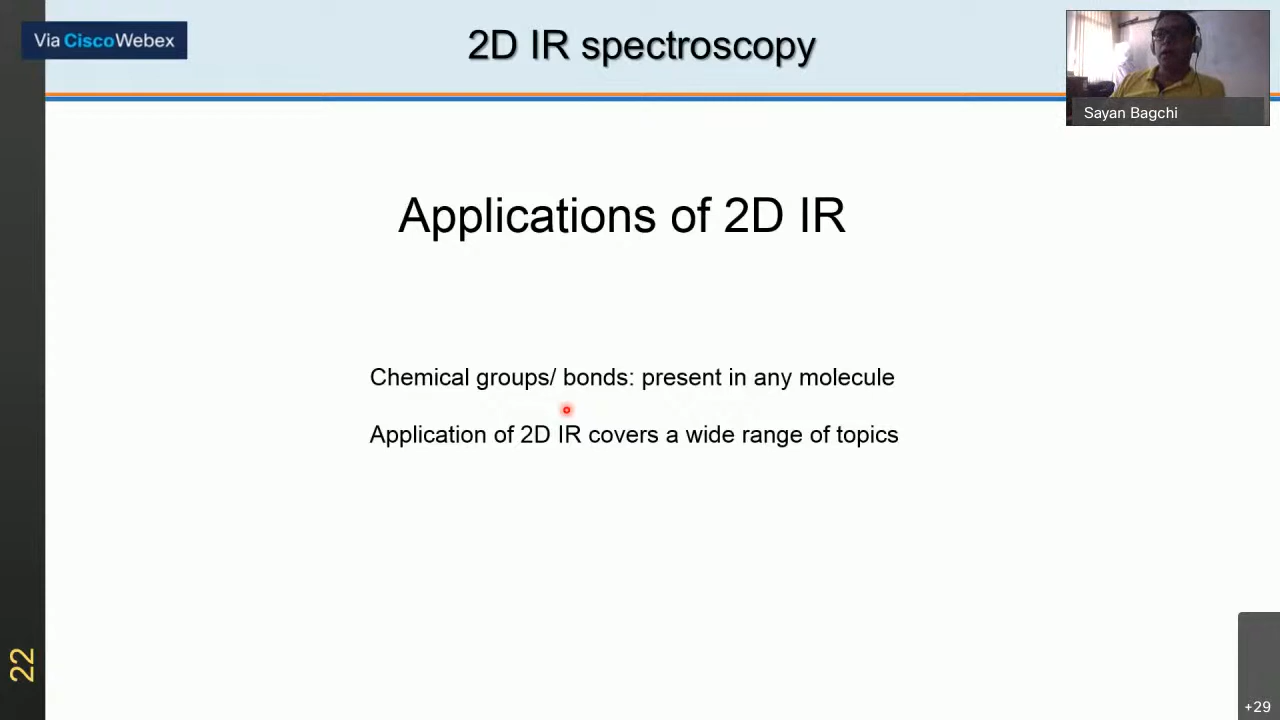 Via CiscoWebex
2D IR spectroscopy
Sayan Bagchi
Applications of 2D IR
Chemical groups/ bonds: present in any molecule
Application of 2D IR covers a wide range of topics
22
+29